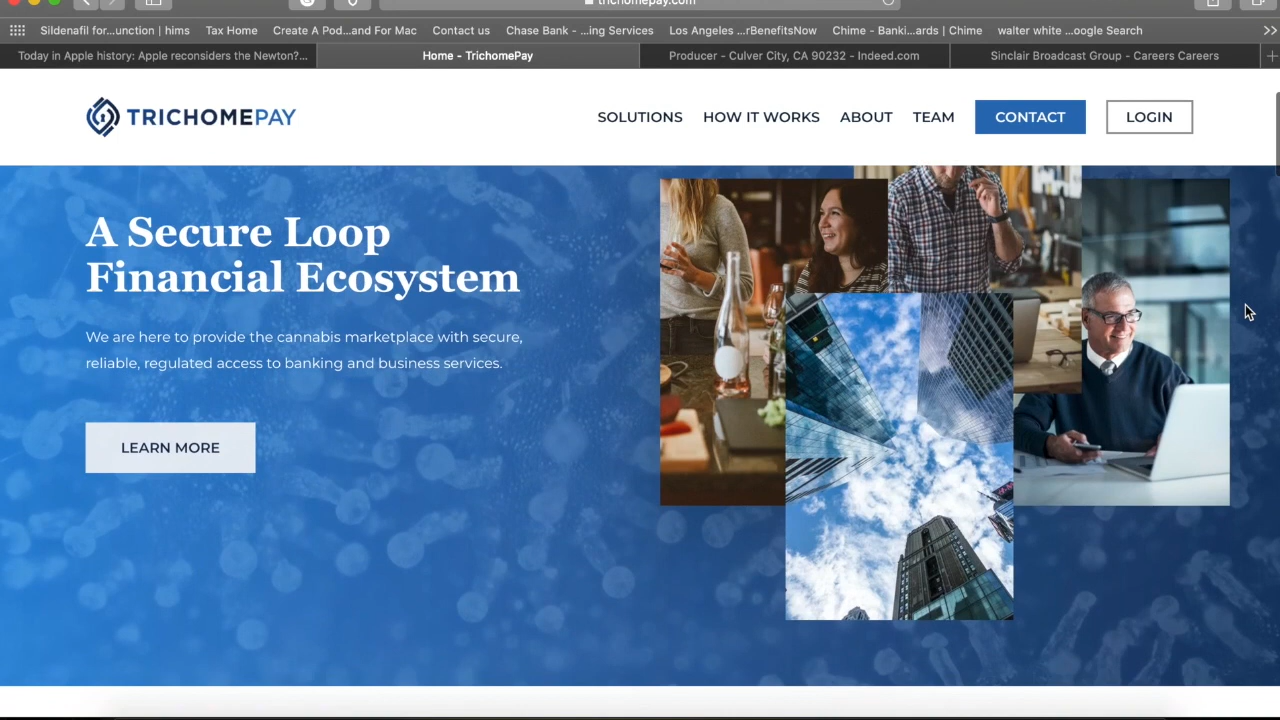 trichomepay.com
Sildenafil for...unction | hims
Tax Home
Create A Pod...and For Mac
Contact us
Chase Bank - ...ing Services
Los Angeles ...rBenefitsNow
Chime - Banki...ards | Chime
walter white ...oogle Search
Today in Apple history: Apple reconsiders the Newton?...
Home - TrichomePay
Producer - Culver City, CA 90232 - Indeed.com
Sinclair Broadcast Group - Careers Careers
TRICHOMEPAY
SOLUTIONS
HOW IT WORKS
ABOUT
TEAM
CONTACT
LOGIN
A Secure Loop
Financial Ecosystem
We are here to provide the cannabis marketplace with secure,
reliable, regulated access to banking and business services.
LEARN MORE